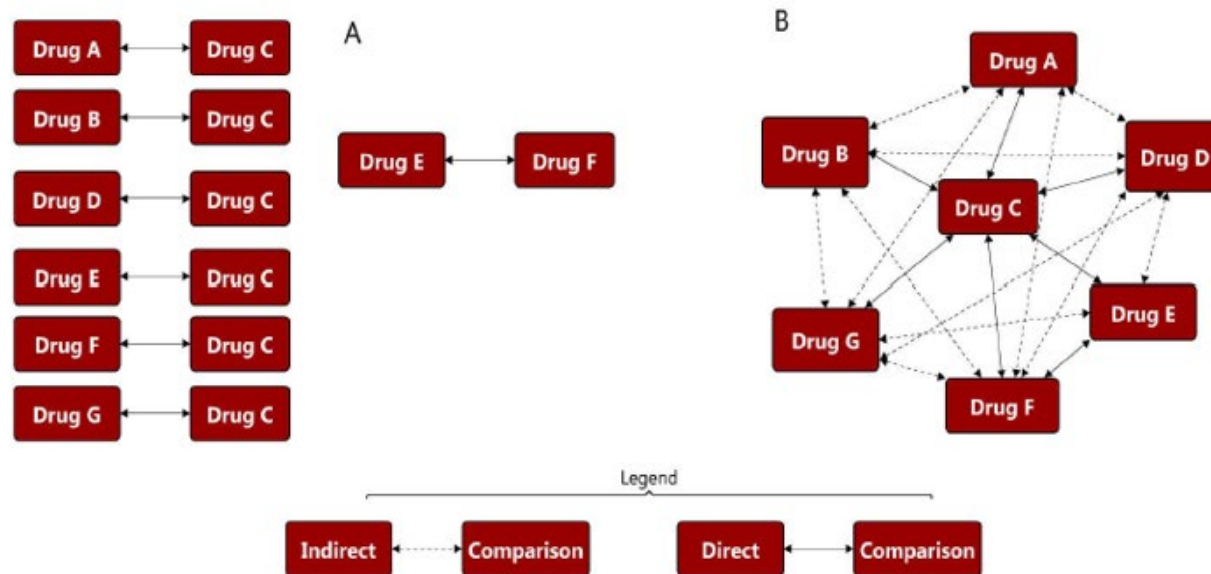 A
Drug A
Drug C
Drug B
Drug C
Drug D
Drug C
Drug E
Drug C
Drug F
Drug C
Drug G
Drug C
Drug E
Drug F
B
Drug A
Drug B
Drug D
Drug C
Drug E
Drug G
Drug F
Legend
Indirect
Comparison
Direct
Comparison